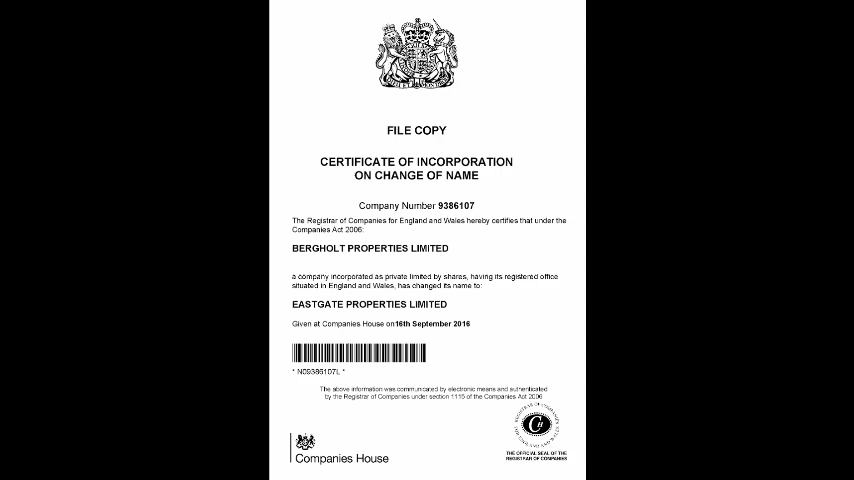 FILE COPY
CERTIFICATE OF INCORPORATION
ON CHANGE OF NAME
Company Number 9386107
The Registrar of Companies for England and Wales hereby certifies that under the
Companies Act 2006:
BERGHOLT PROPERTIES LIMITED
a company incorporated as private limited by shares, having its registered office
situated in England and Wales, has changed its name to:
EASTGATE PROPERTIES LIMITED
Given at Companies House on 16th September 2016
* N09386107L *
The above information was communicated by electronic means and authenticated
by the Registrar of Companies under section 1115 of the Companies Act 2006
CH
Companies House
THE OFFICIAL SEAL OF THE
REGISTRAR OF COMPANIES